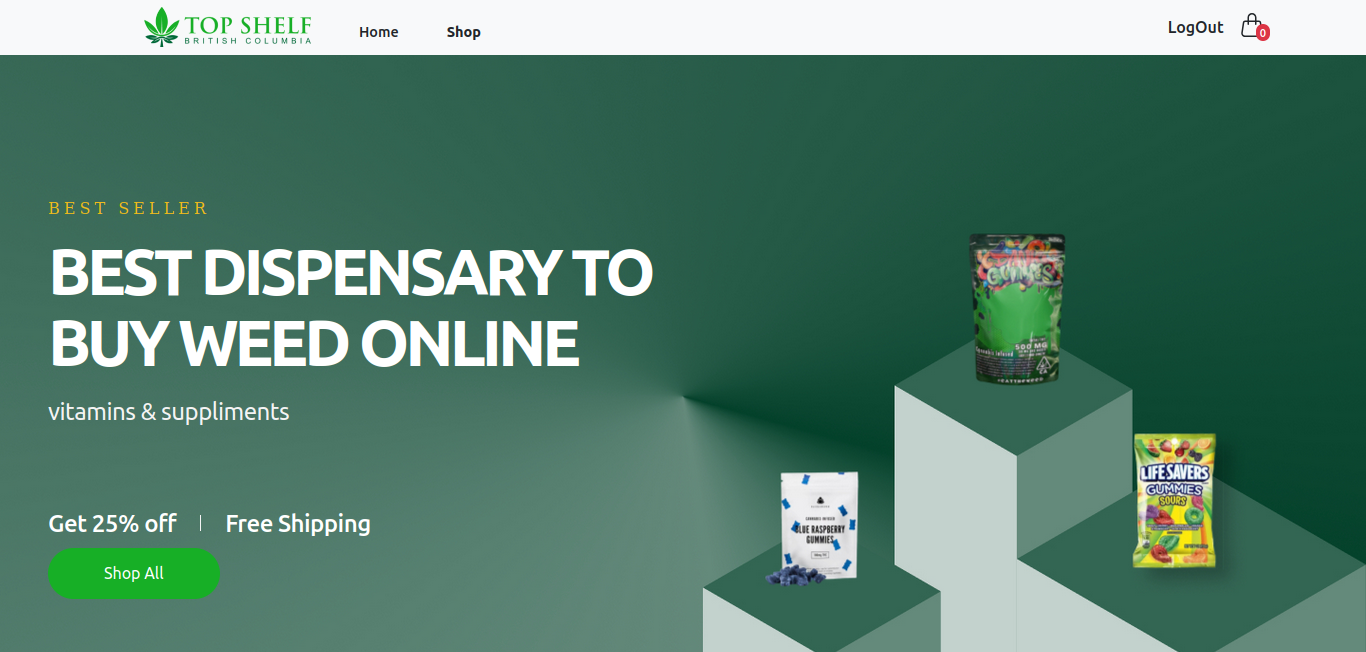 TOP SHELF
BRITISH COLUMBIA
Home
Shop
LogOut
0
BEST SELLER
BEST DISPENSARY TO
BUY WEED ONLINE
vitamins & suppliments
Get 25% off
Free Shipping
Shop All
500 MG
BLUE RASPBERRY
GUMMIES
LIFE SAVERS
GUMMIES
SOURS